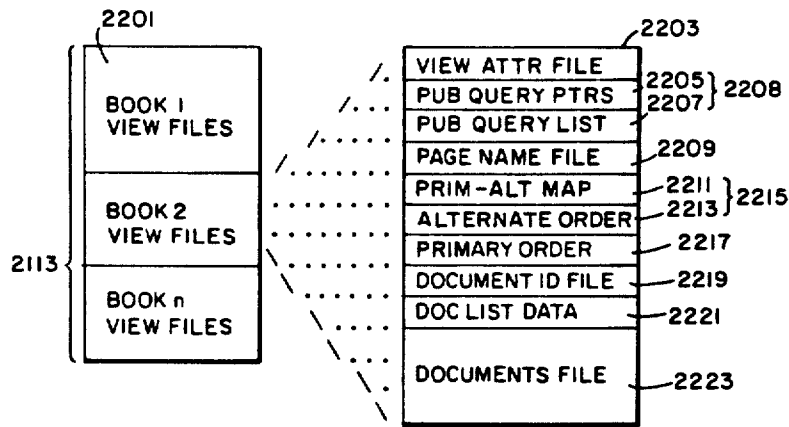 2201
BOOK 1
VIEW FILES
BOOK 2
VIEW FILES
BOOK n
VIEW FILES
2113
2203
VIEW ATTR FILE
PUB QUERY PTRS 2205
PUB QUERY LIST 2207
2208
PAGE NAME FILE 2209
PRIM-ALT MAP 2211
ALTERNATE ORDER 2213
2215
PRIMARY ORDER 2217
DOCUMENT ID FILE 2219
DOC LIST DATA 2221
DOCUMENTS FILE 2223